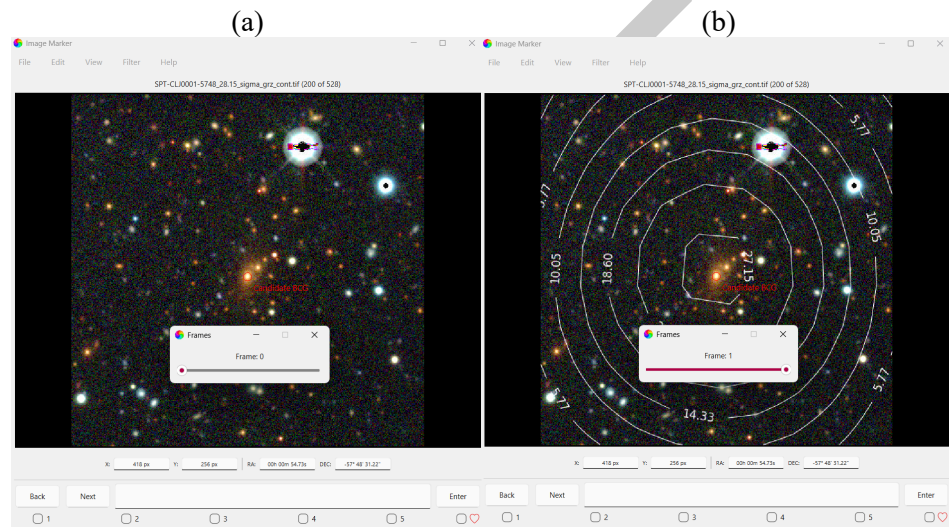 (a)
Image Marker
File Edit View Filter Help
SPT-CLJ0001-5748_28.15_sigma_grz_cont.tif (200 of 528)
Candidate BCG
Frames
Frame: 0
X: 418 px Y: 256 px RA: 00h 00m 54.73s DEC: -57° 48' 31.22"
Back Next Enter
1 2 3 4 5
(b)
Image Marker
File Edit View Filter Help
SPT-CLJ0001-5748_28.15_sigma_grz_cont.tif (200 of 528)
5.77
5.77
10.05
10.05
18.60
27.15
Candidate BCG
Frames
Frame: 1
5.77
5.77
14.33
X: 418 px Y: 256 px RA: 00h 00m 54.73s DEC: -57° 48' 31.22"
Back Next Enter
1 2 3 4 5